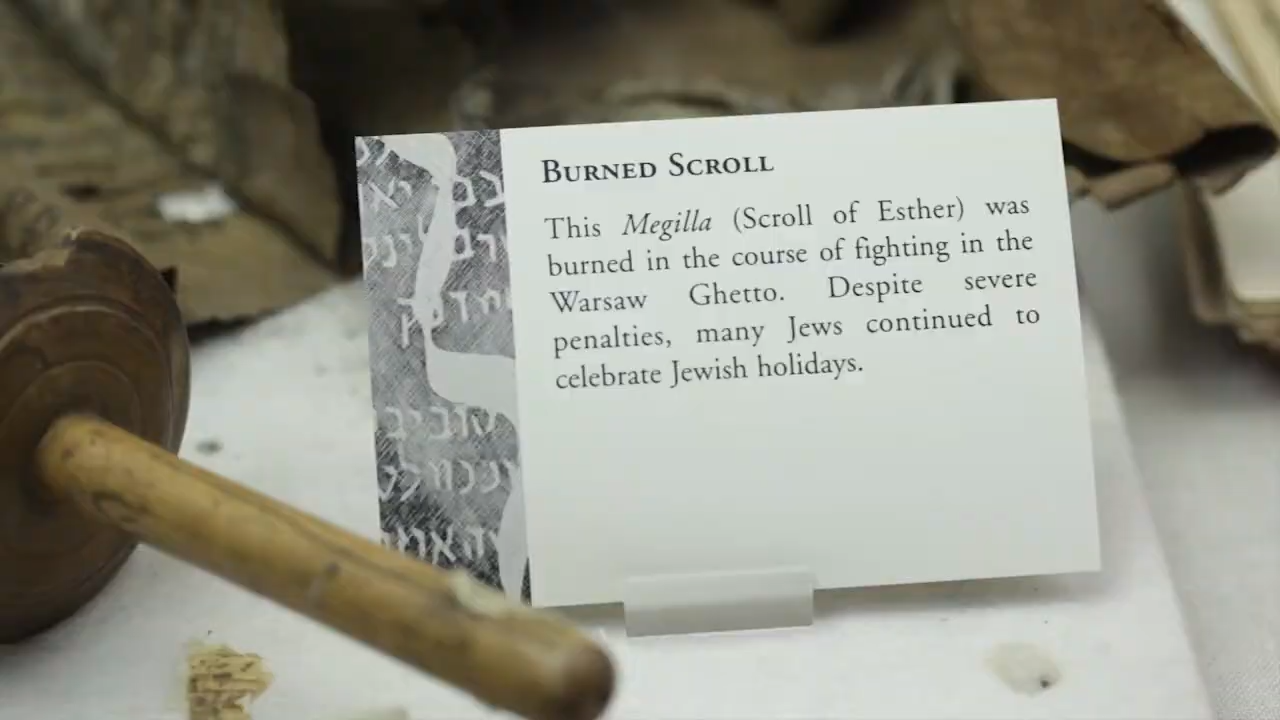 Burned Scroll
This Megilla (Scroll of Esther) was
burned in the course of fighting in the
Warsaw Ghetto. Despite severe
penalties, many Jews continued to
celebrate Jewish holidays.